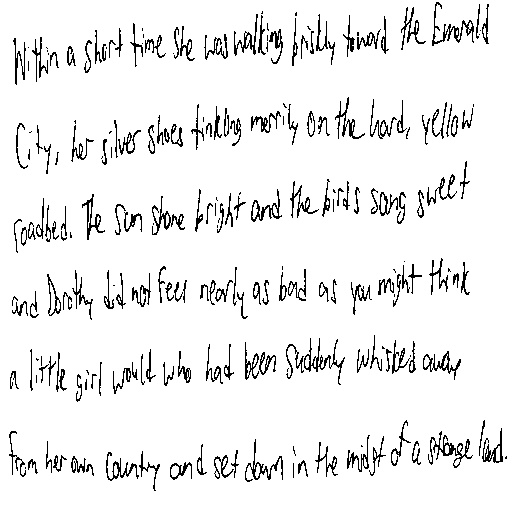 Within a short time she was walking briskly toward the Emerald
City, her silver shoes tinkling merrily on the hard, yellow
roadbed. The sun shone bright and the birds sang sweet
and Dorothy did not feel nearly as bad as you might think
a little girl would who had been suddenly whisked away
from her own country and set down in the midst of a strange land.